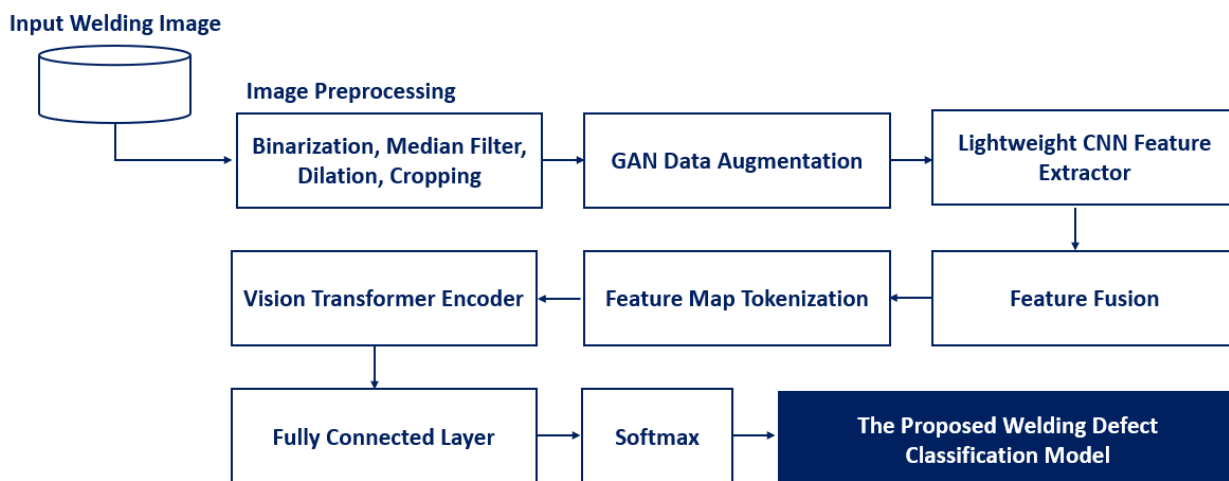 Input Welding Image
Image Preprocessing
Binarization, Median Filter,
Dilation, Cropping
GAN Data Augmentation
Lightweight CNN Feature
Extractor
Feature Fusion
Feature Map Tokenization
Vision Transformer Encoder
Fully Connected Layer
Softmax
The Proposed Welding Defect
Classification Model